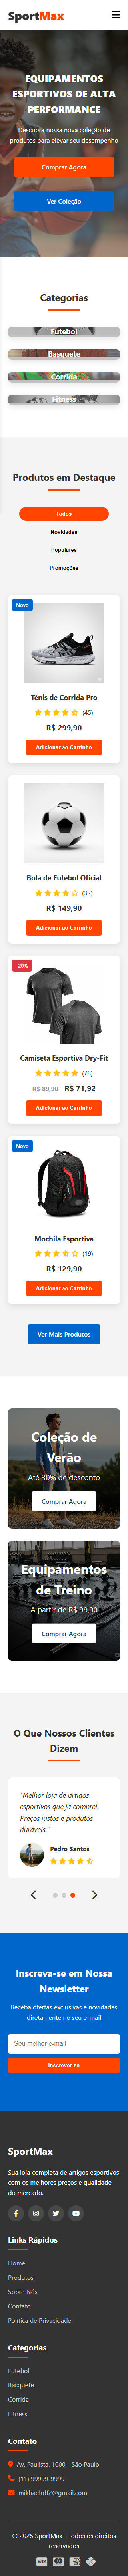 SportMax
EQUIPAMENTOS
ESPORTIVOS DE ALTA
PERFORMANCE
Descubra nossa nova coleção de
produtos para elevar seu desempenho
Comprar Agora
Ver Coleção
Categorias
Futebol
Basquete
Corrida
Fitness
Produtos em Destaque
Todos
Novidades
Populares
Promoções
Novo
Tênis de Corrida Pro
(45)
R$ 299,90
Adicionar ao Carrinho
Bola de Futebol Oficial
(32)
R$ 149,90
Adicionar ao Carrinho
-20%
Camiseta Esportiva Dry-Fit
(78)
R$ 89,90 R$ 71,92
Adicionar ao Carrinho
Novo
Mochila Esportiva
(19)
R$ 129,90
Adicionar ao Carrinho
Ver Mais Produtos
Coleção de
Verão
Até 30% de desconto
Comprar Agora
Equipamentos
de Treino
A partir de R$ 99,90
Comprar Agora
O Que Nossos Clientes
Dizem
"Melhor loja de artigos
esportivos que já comprei.
Preços justos e produtos
duráveis."
Pedro Santos
Inscreva-se em Nossa
Newsletter
Receba ofertas exclusivas e novidades
diretamente no seu e-mail
Seu melhor e-mail
Inscrever-se
SportMax
Sua loja completa de artigos esportivos
com os melhores preços e qualidade
do mercado.
Links Rápidos
Home
Produtos
Sobre Nós
Contato
Política de Privacidade
Categorias
Futebol
Basquete
Corrida
Fitness
Contato
Av. Paulista, 1000 - São Paulo
(11) 99999-9999
mikhaelrdf2@gmail.com
© 2025 SportMax - Todos os direitos
reservados